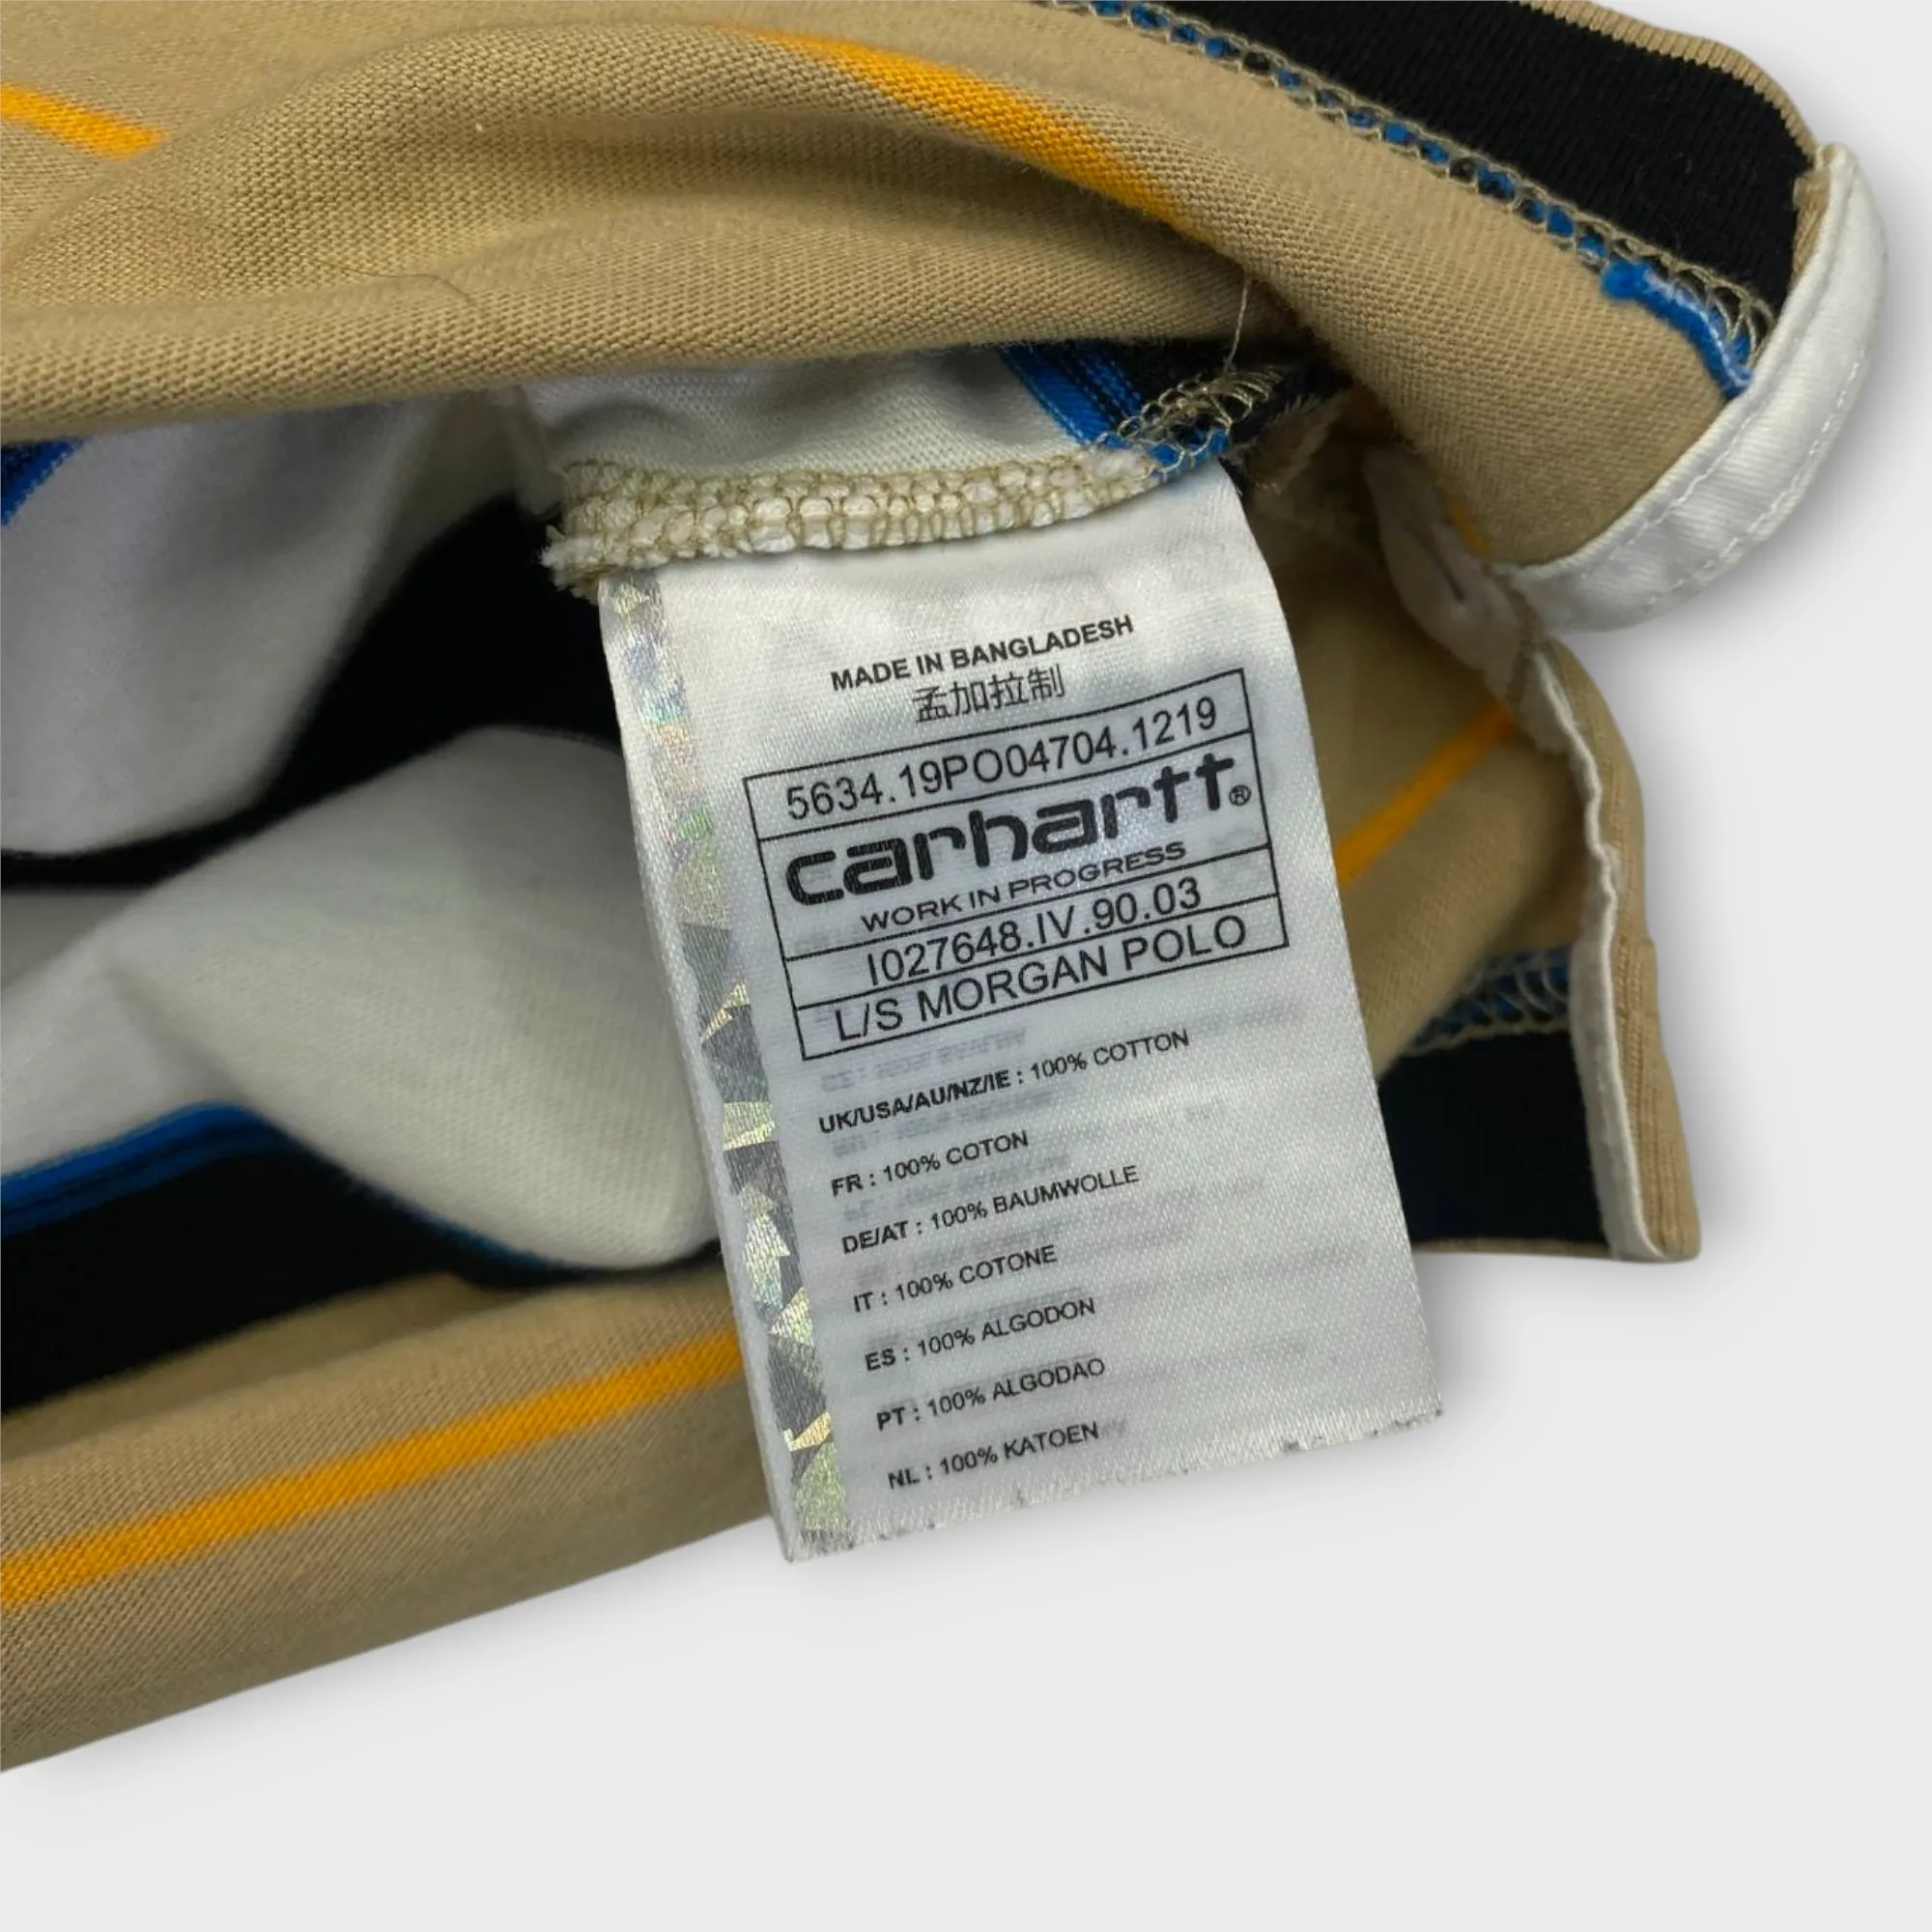 MADE IN BANGLADESH
孟加拉制
5634.19PO04704.1219
carhartt®
WORK IN PROGRESS
I027648.IV.90.03
L/S MORGAN POLO
UK/USA/AU/NZ/IE : 100% COTTON
FR : 100% COTON
DE/AT : 100% BAUMWOLLE
IT : 100% COTONE
ES : 100% ALGODON
PT : 100% ALGODAO
NL : 100% KATOEN